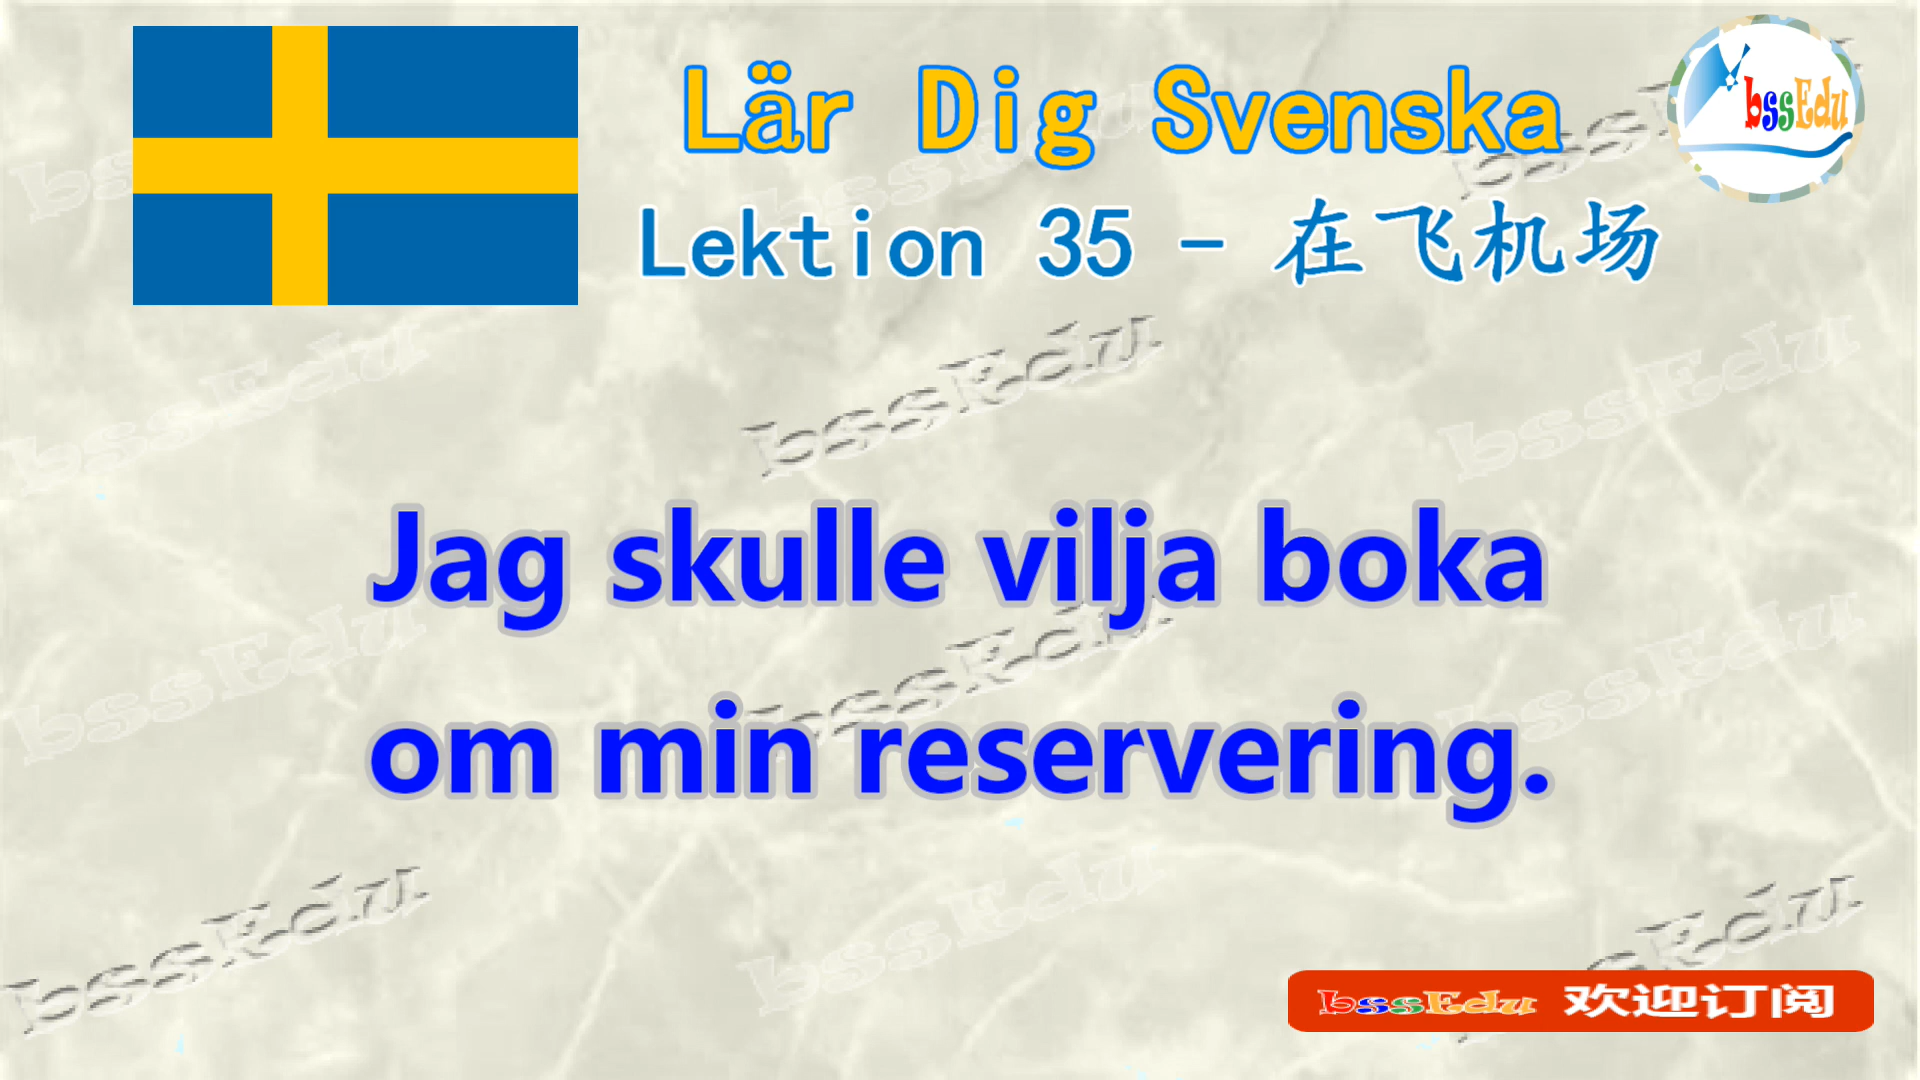 Lär Dig Svenska
bssEdu
Lektion 35 - 在飞机场
Jag skulle vilja boka
om min reservering.
bssEdu 欢迎订阅